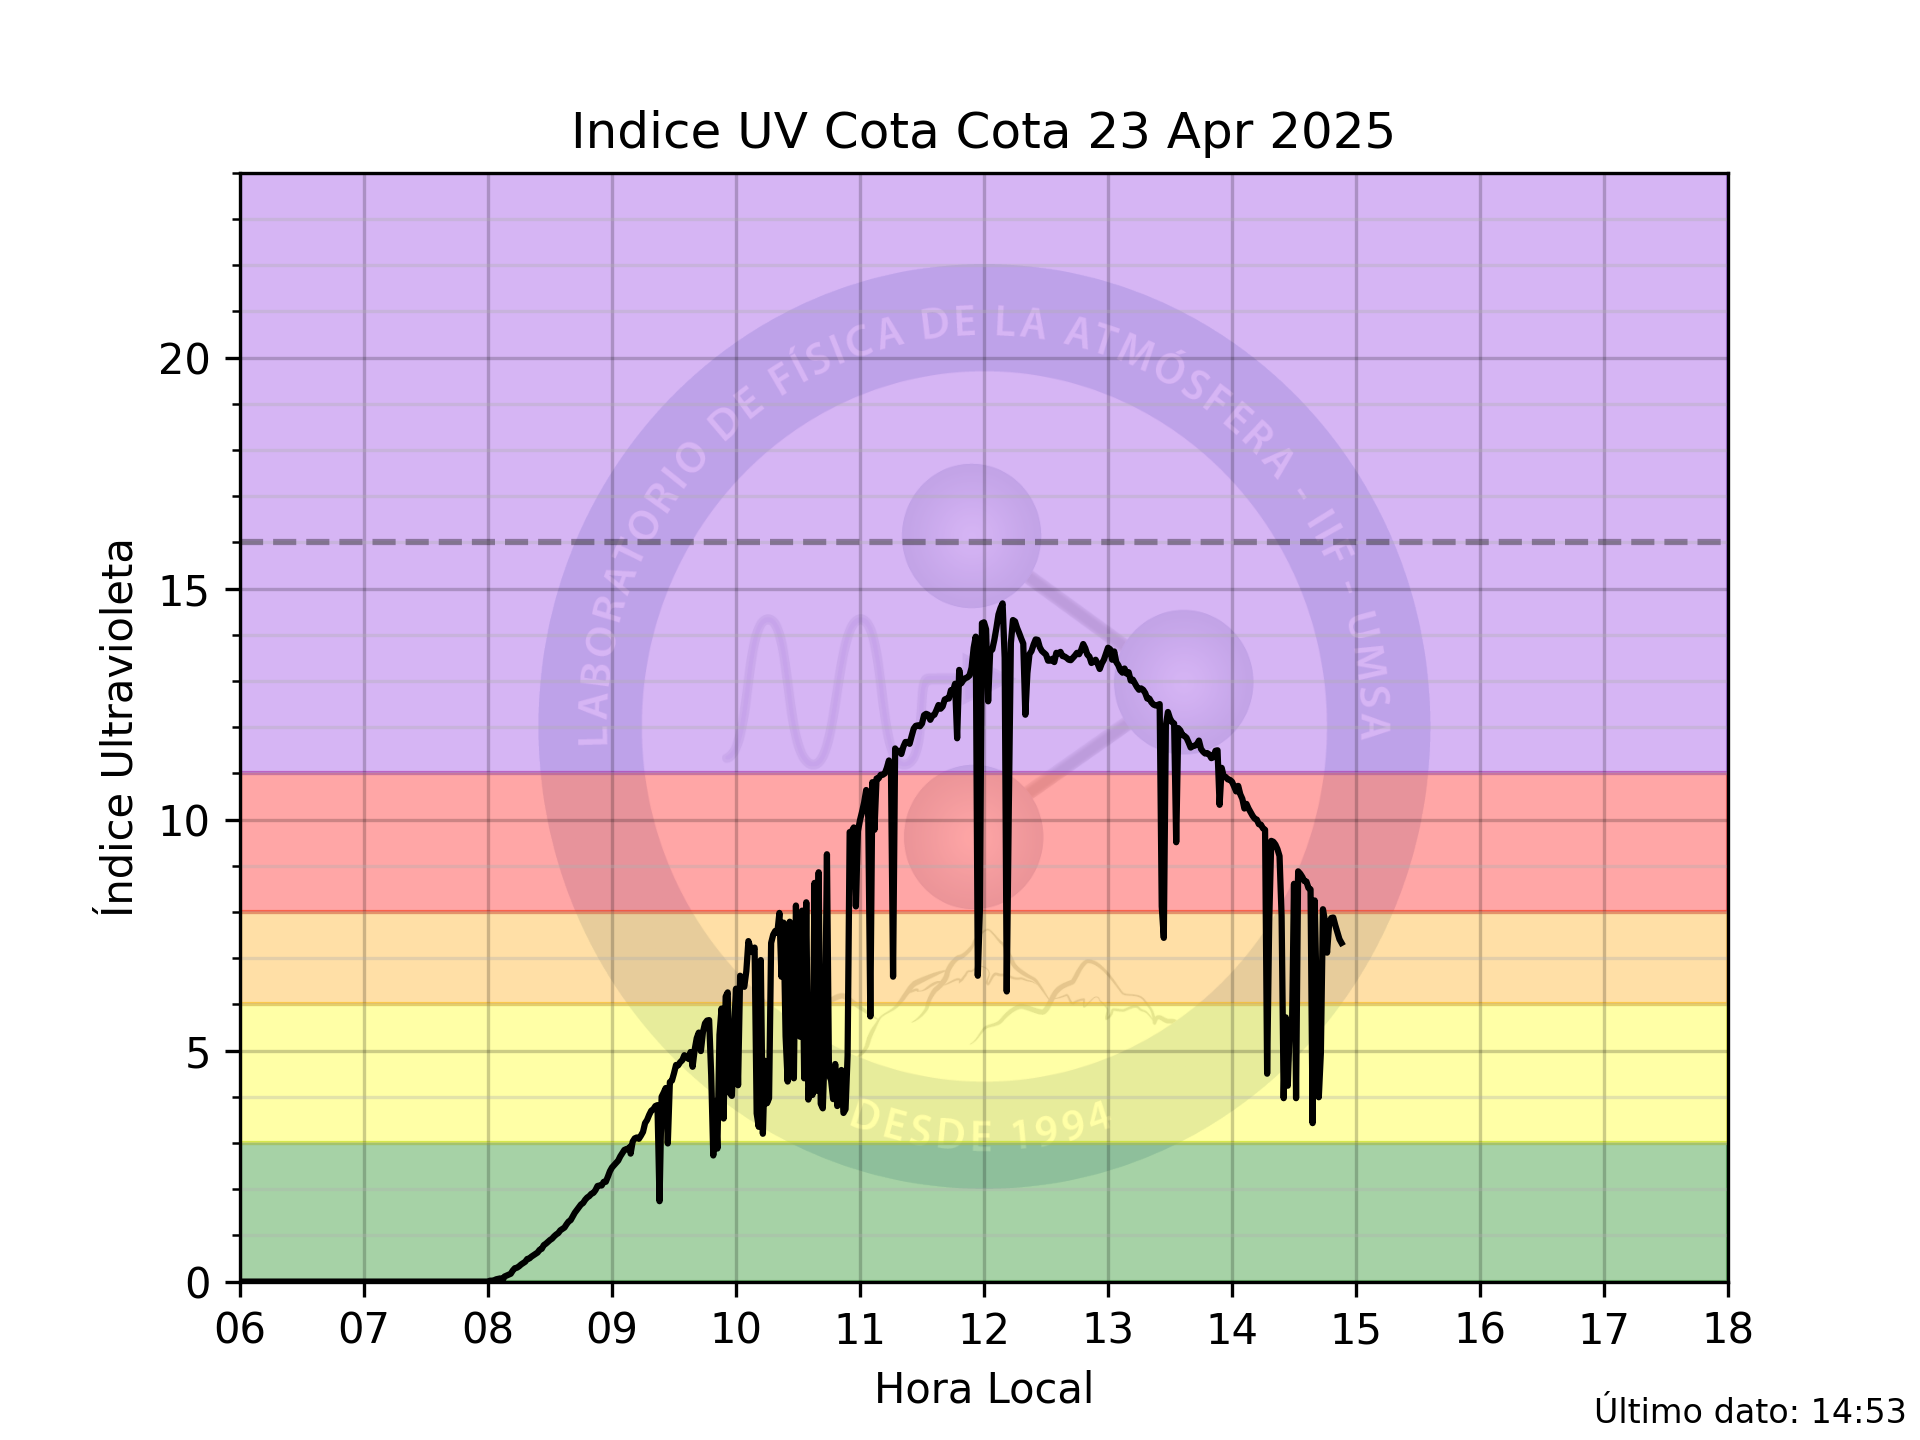 Indice UV Cota Cota 23 Apr 2025
Índice Ultravioleta
20
15
10
5
0
LABORATORIO DE FÍSICA DE LA ATMÓSFERA - IIF - UMSA
DESDE 1994
06 07 08 09 10 11 12 13 14 15 16 17 18
Hora Local
Último dato: 14:53